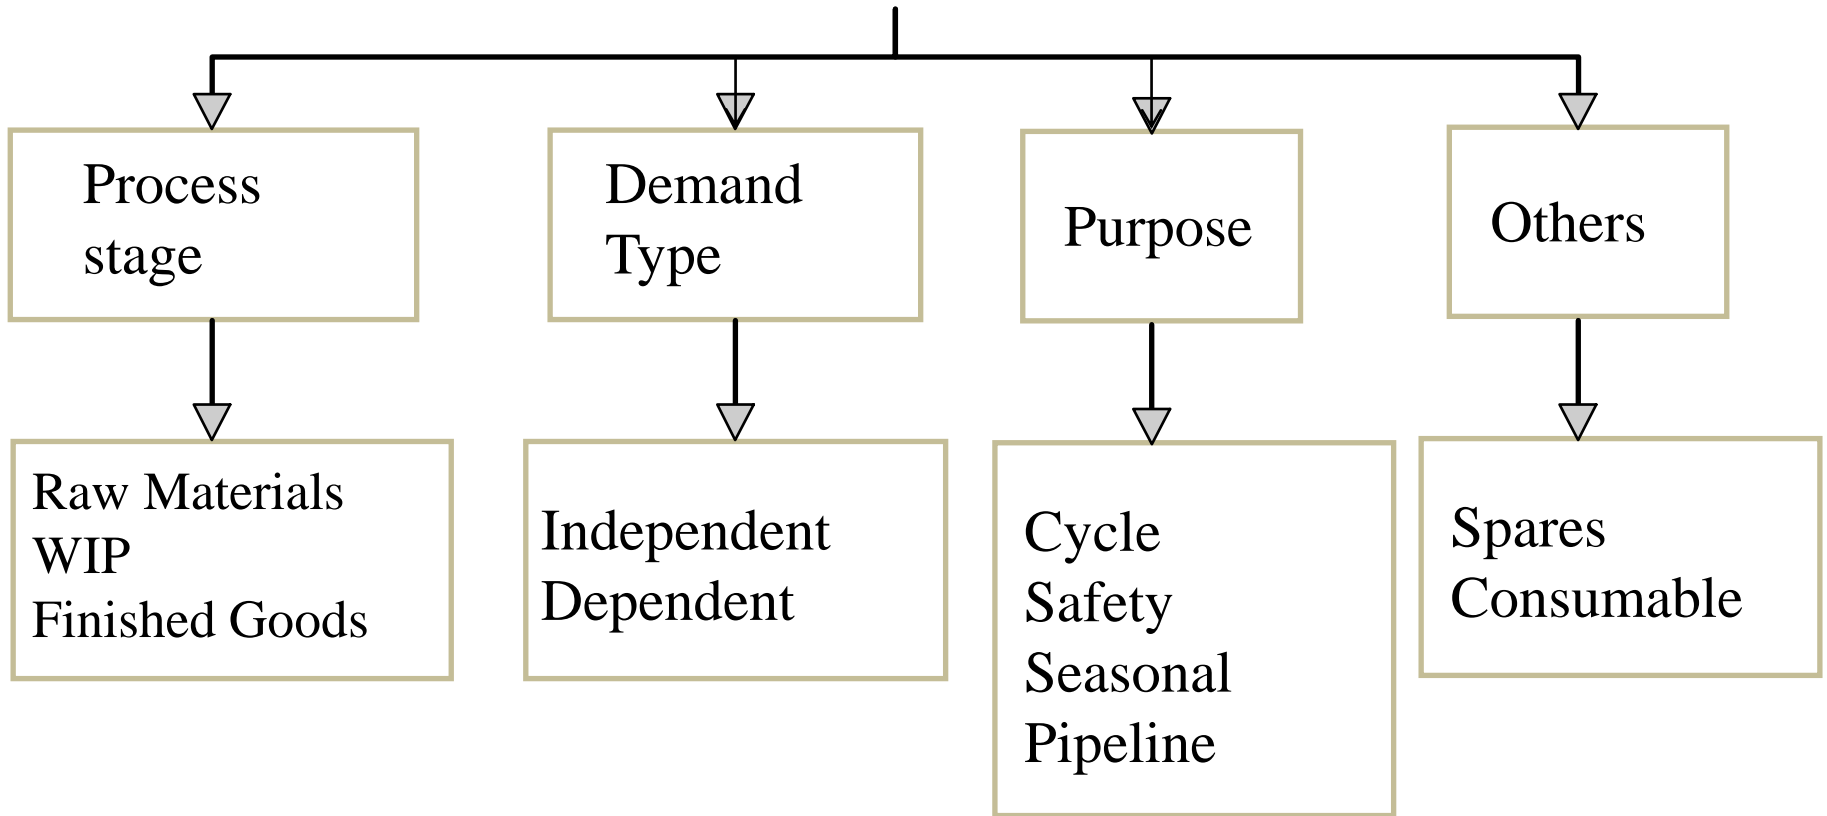 Process
stage
Demand
Type
Purpose
Others
Raw Materials
WIP
Finished Goods
Independent
Dependent
Cycle
Safety
Seasonal
Pipeline
Spares
Consumable